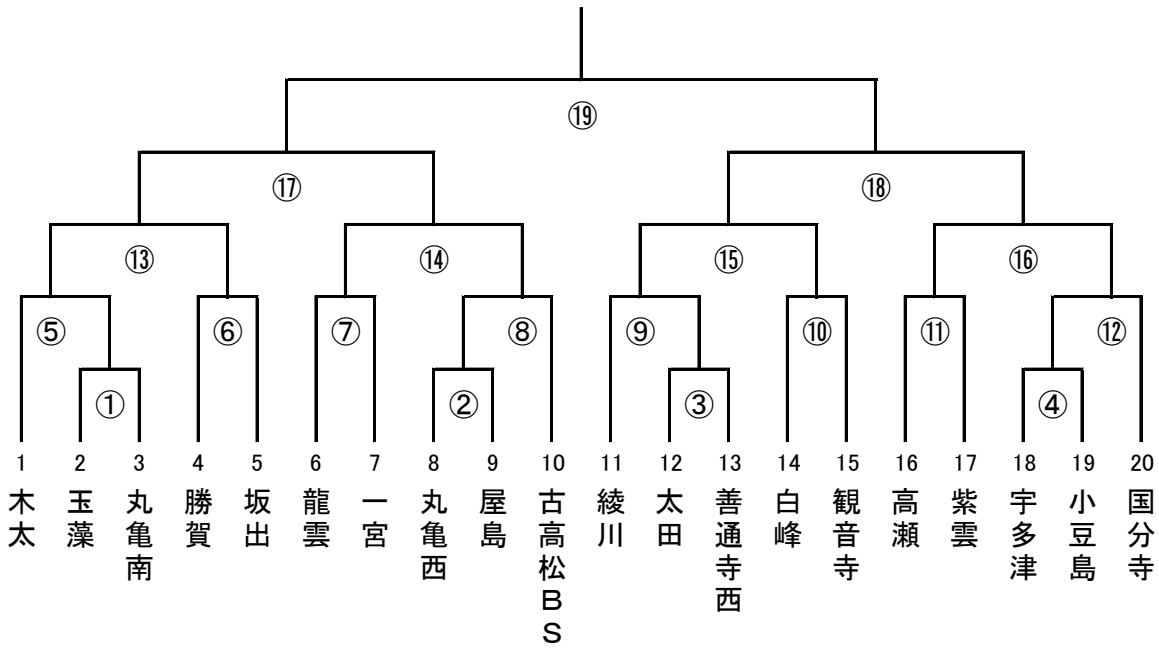 ⑲
⑰ ⑱
⑬ ⑭ ⑮ ⑯
⑤ ⑥ ⑦ ⑧ ⑨ ⑩ ⑪ ⑫
① ② ③ ④
1 2 3 4 5 6 7 8 9 10 11 12 13 14 15 16 17 18 19 20
木太
玉藻
丸亀南
勝賀
坂出
龍雲
一宮
丸亀西
屋島
古高松BS
綾川
太田
善通寺西
白峰
観音寺
高瀬
紫雲
宇多津
小豆島
国分寺